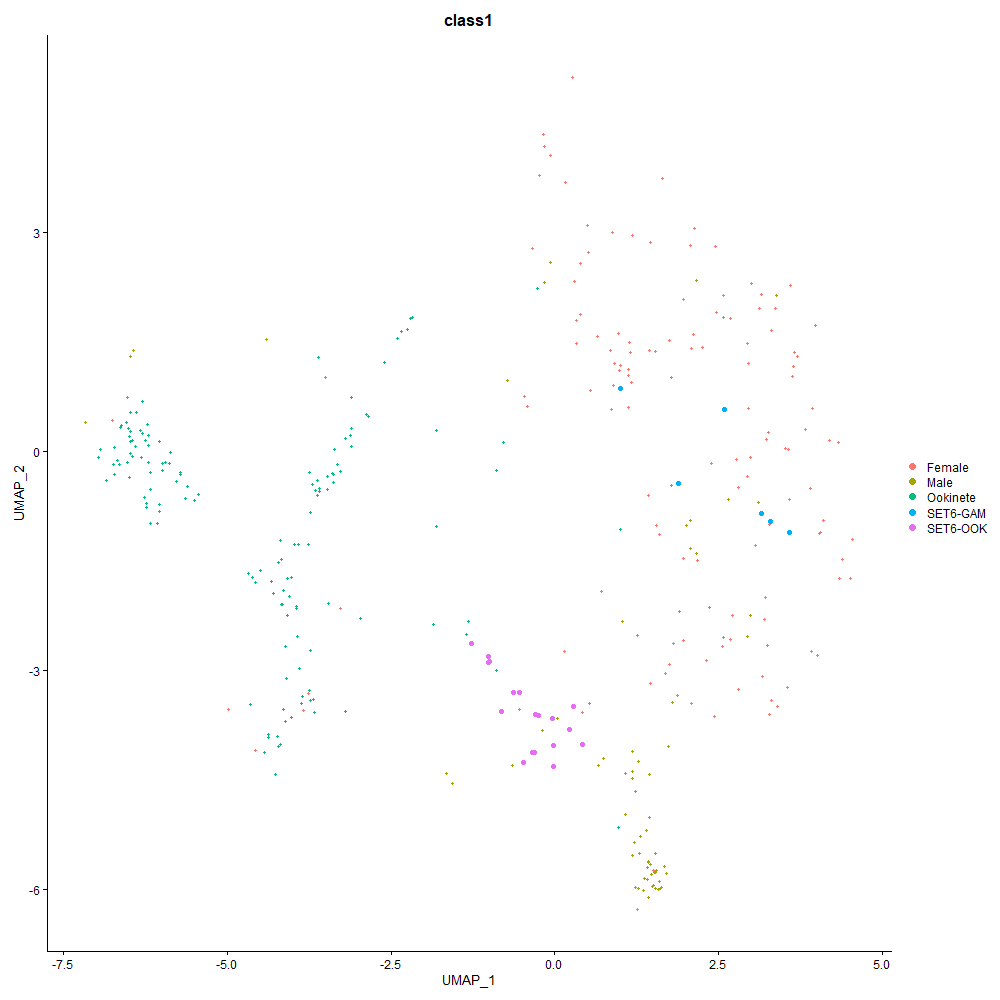 class1
3
0
-3
-6
UMAP_2
-7.5
-5.0
-2.5
0.0
2.5
5.0
UMAP_1
Female
Male
Ookinete
SET6-GAM
SET6-OOK